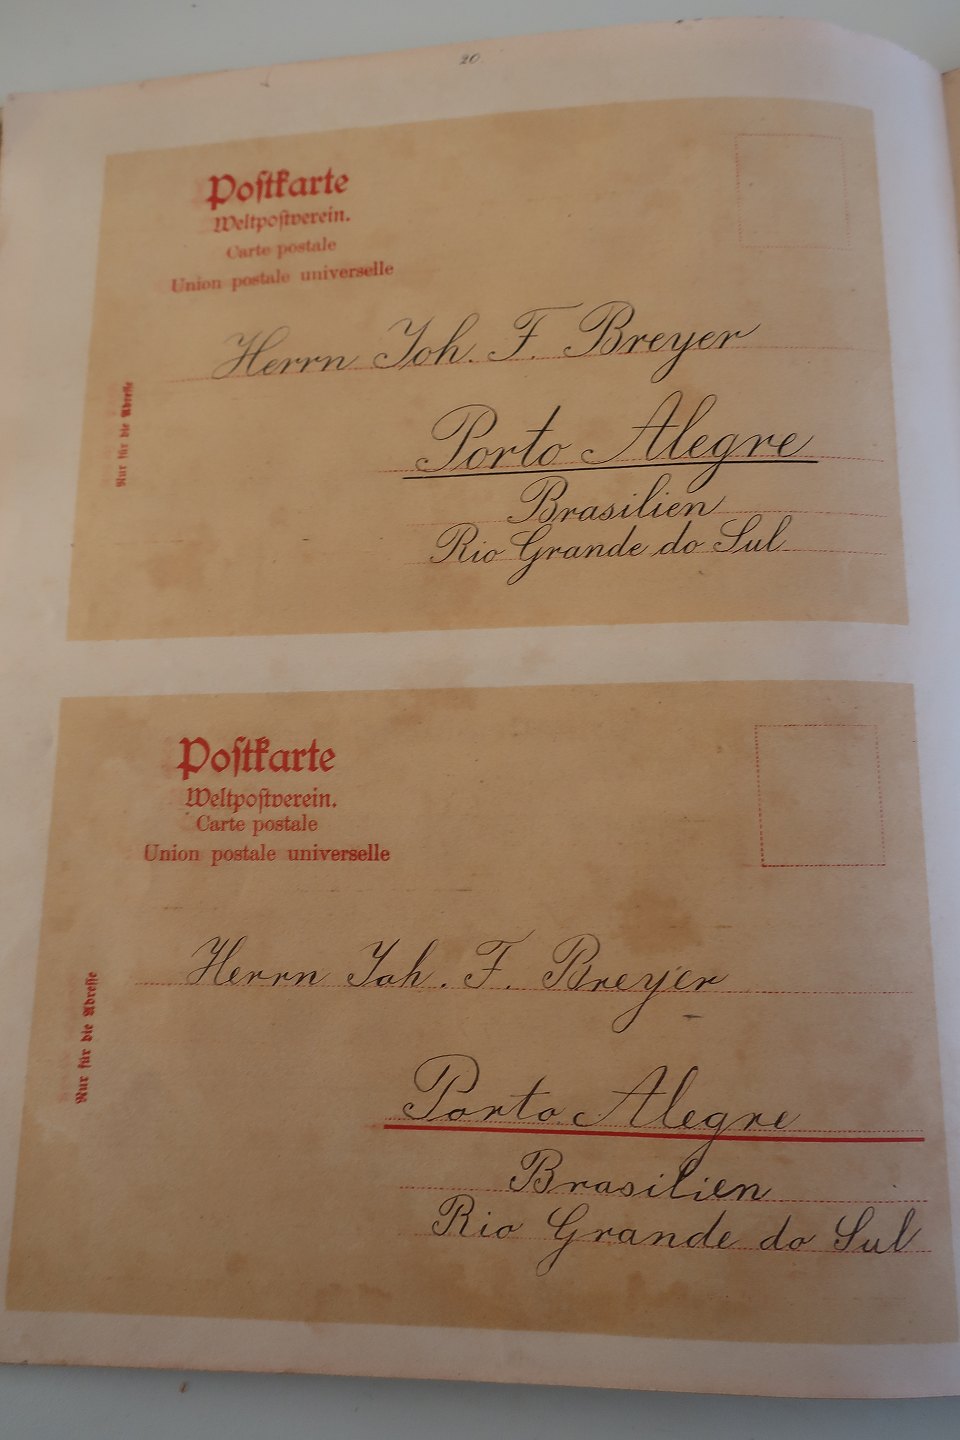 20.
Postkarte
Weltpostverein.
Carte postale
Union postale universelle
Nur für die Adresse
Herrn Joh. F. Breyer
Porto Alegre
Brasilien
Rio Grande do Sul
Postkarte
Weltpostverein.
Carte postale
Union postale universelle
Nur für die Adresse
Herrn Joh. F. Breyer
Porto Alegre
Brasilien
Rio Grande do Sul